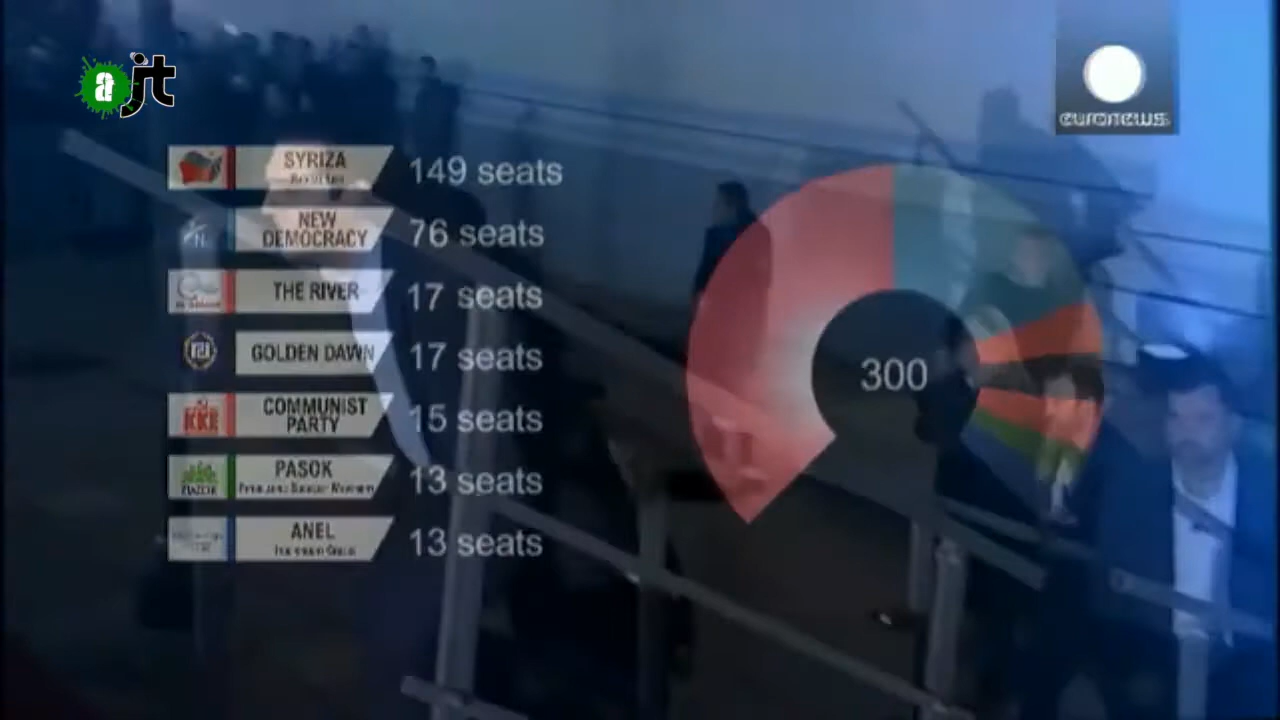 a jt
euronews.
SYRIZA
149 seats
NEW
DEMOCRACY
76 seats
THE RIVER
17 seats
GOLDEN DAWN
17 seats
KKE
COMMUNIST
PARTY
15 seats
PASOK
13 seats
ANEL
13 seats
300